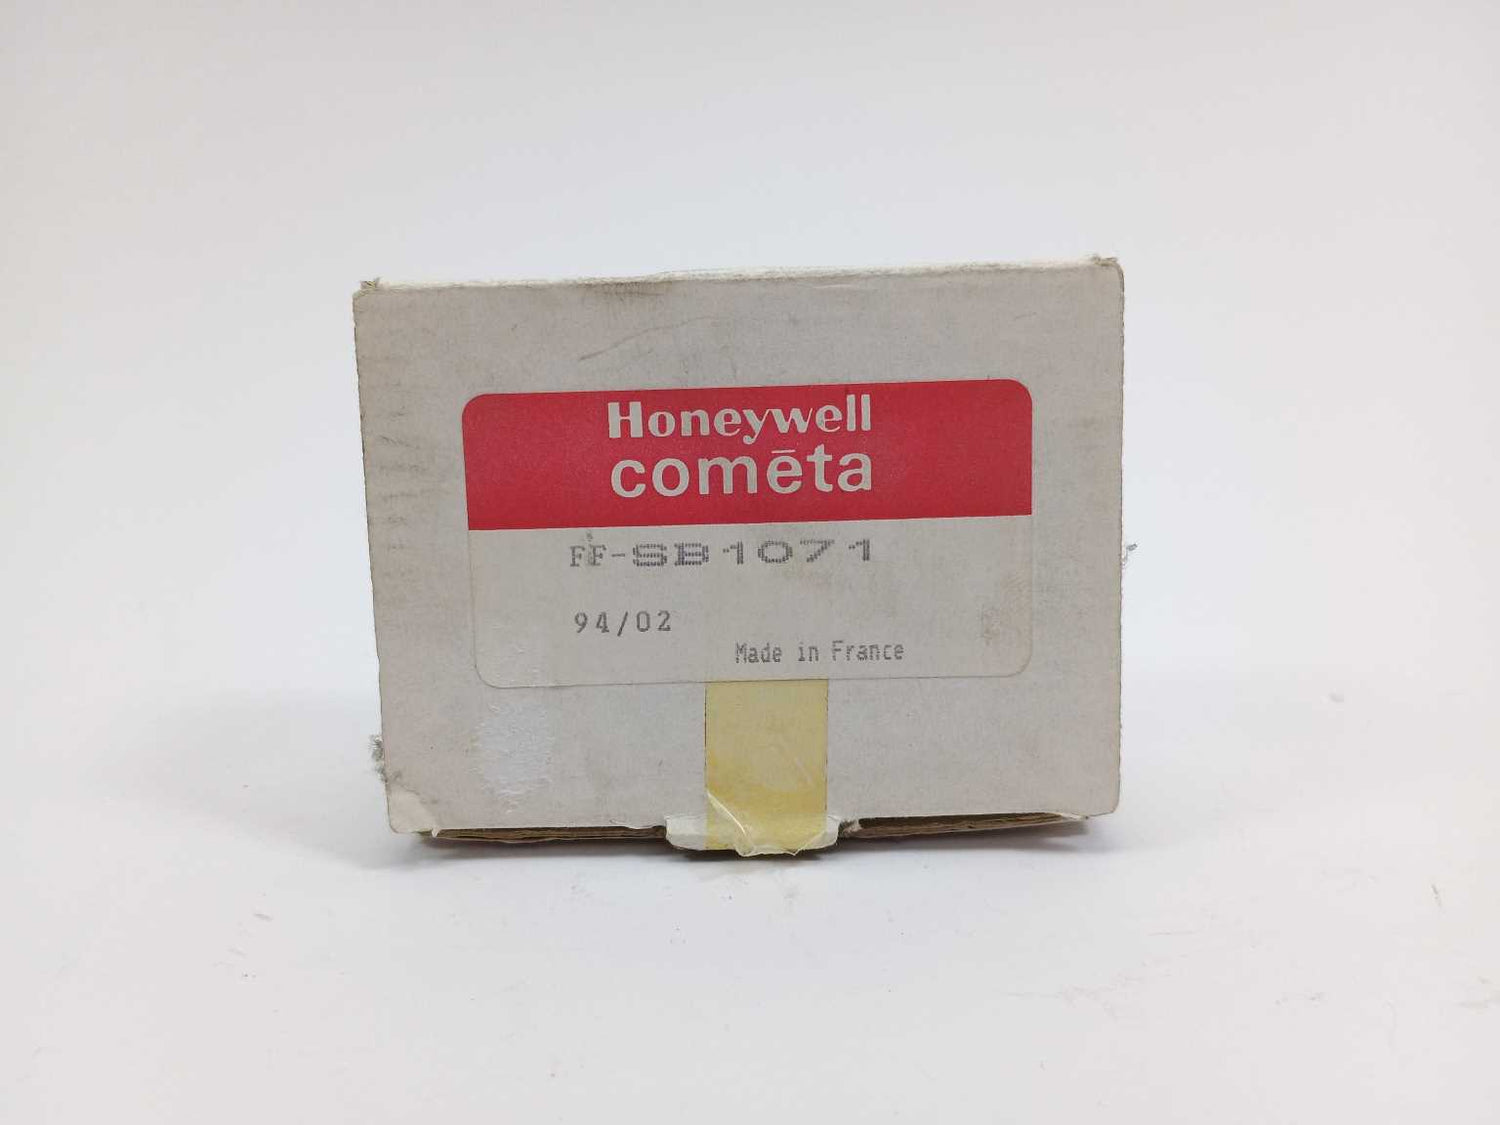 Honeywell
comēta
FF-SB1071
94/02
Made in France